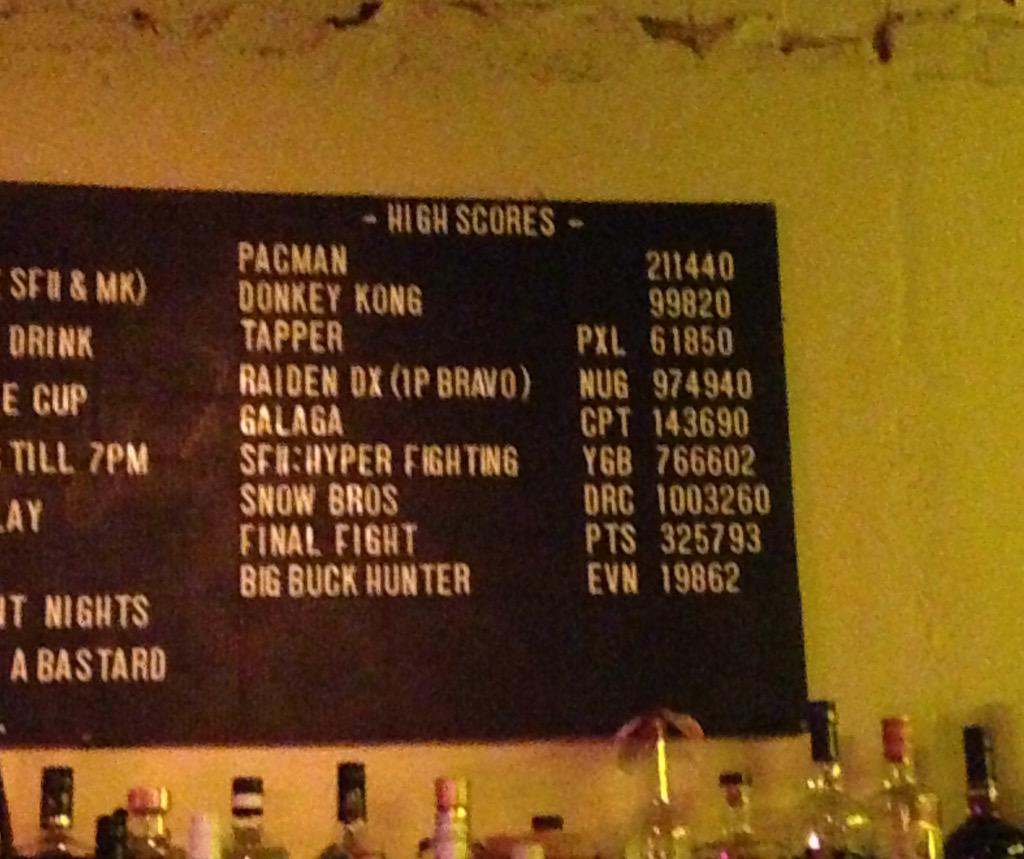 - HIGH SCORES -
PACMAN 211440
DONKEY KONG 99820
TAPPER PXL 61850
RAIDEN DX (1P BRAVO) NUG 974940
GALAGA CPT 143690
SFII:HYPER FIGHTING YGB 766602
SNOW BROS DRC 1003260
FINAL FIGHT PTS 325793
BIG BUCK HUNTER EVN 19862
SFII & MK)
DRINK
E CUP
TILL 7PM
LAY
IT NIGHTS
A BASTARD